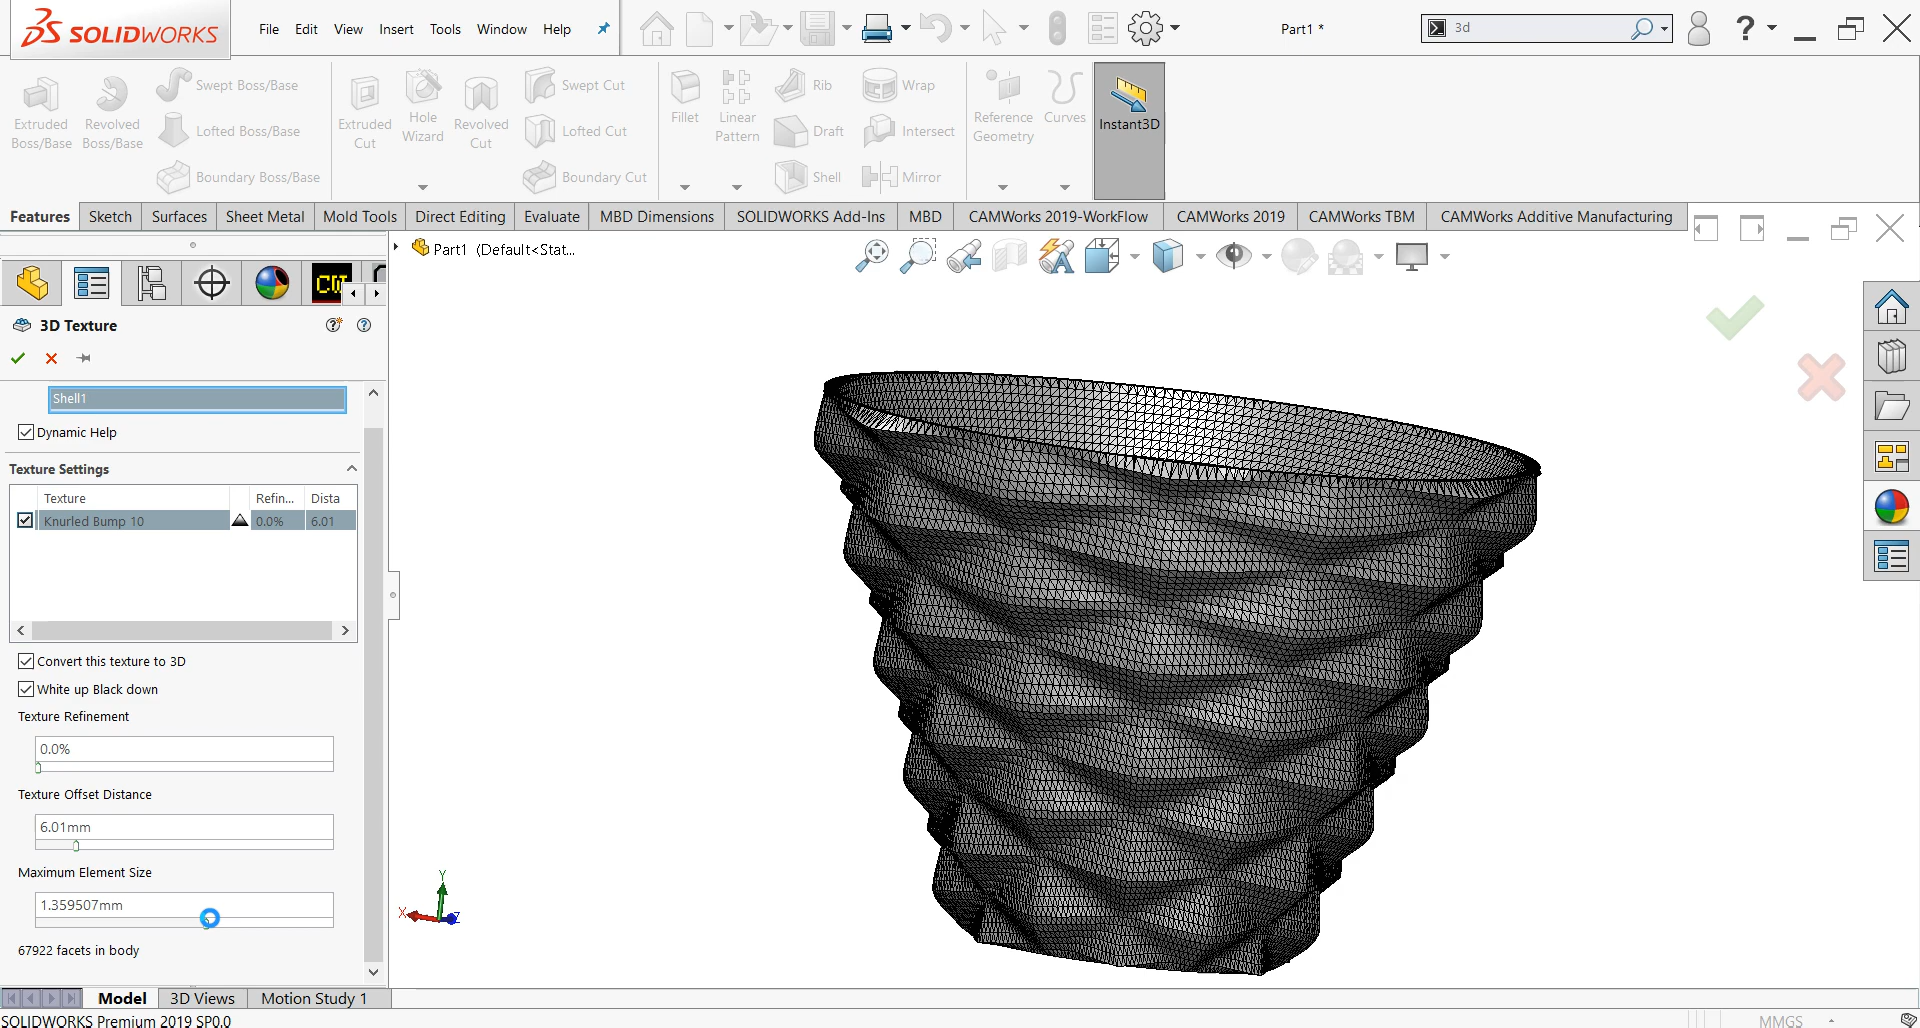 SOLIDWORKS
File Edit View Insert Tools Window Help
Part1 *
3d
?
Extruded Boss/Base
Revolved Boss/Base
Swept Boss/Base
Lofted Boss/Base
Boundary Boss/Base
Extruded Cut
Hole Wizard
Revolved Cut
Swept Cut
Lofted Cut
Boundary Cut
Fillet
Linear Pattern
Rib
Draft
Shell
Wrap
Intersect
Mirror
Reference Geometry
Curves
Instant3D
Features Sketch Surfaces Sheet Metal Mold Tools Direct Editing Evaluate MBD Dimensions SOLIDWORKS Add-Ins MBD CAMWorks 2019-WorkFlow CAMWorks 2019 CAMWorks TBM CAMWorks Additive Manufacturing
Part1 (Default<Stat...
CW
3D Texture
Shell1
Dynamic Help
Texture Settings
Texture Refin... Dista
Knurled Bump 10 0.0% 6.01
Convert this texture to 3D
White up Black down
Texture Refinement
0.0%
Texture Offset Distance
6.01mm
Maximum Element Size
1.359507mm
67922 facets in body
Y
X
Z
Model 3D Views Motion Study 1
SOLIDWORKS Premium 2019 SP0.0
MMGS